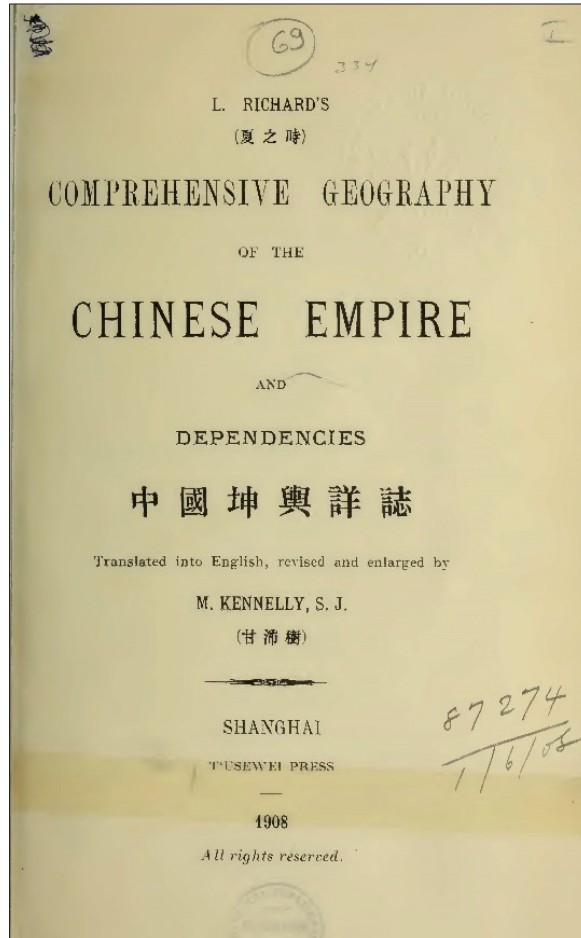 69
334
I
L. RICHARD'S
(夏之時)
COMPREHENSIVE GEOGRAPHY
OF THE
CHINESE EMPIRE
AND
DEPENDENCIES
中國坤輿詳誌
Translated into English, revised and enlarged by
M. KENNELLY, S. J.
(甘沛樹)
SHANGHAI
T'USEWEI PRESS
1908
All rights reserved.
87274
1/6/08